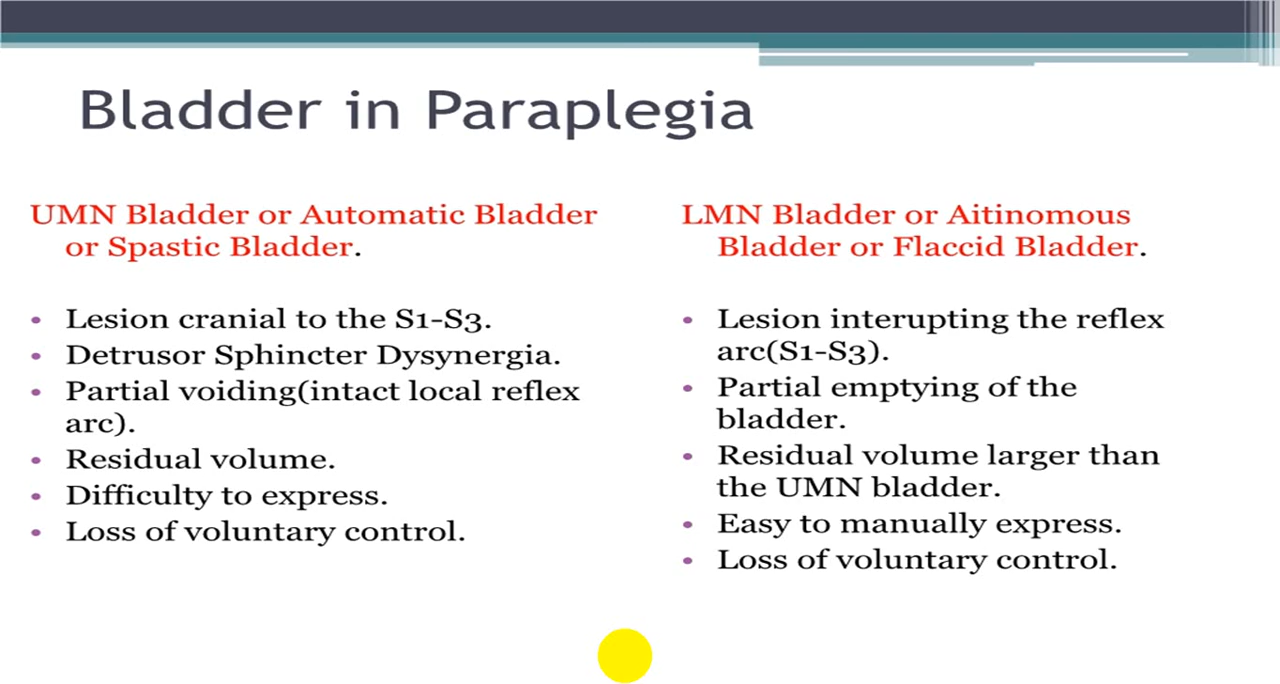 Bladder in Paraplegia
UMN Bladder or Automatic Bladder
or Spastic Bladder.
• Lesion cranial to the S1-S3.
• Detrusor Sphincter Dysynergia.
• Partial voiding(intact local reflex
arc).
• Residual volume.
• Difficulty to express.
• Loss of voluntary control.
LMN Bladder or Aitinomous
Bladder or Flaccid Bladder.
• Lesion interupting the reflex
arc(S1-S3).
• Partial emptying of the
bladder.
• Residual volume larger than
the UMN bladder.
• Easy to manually express.
• Loss of voluntary control.